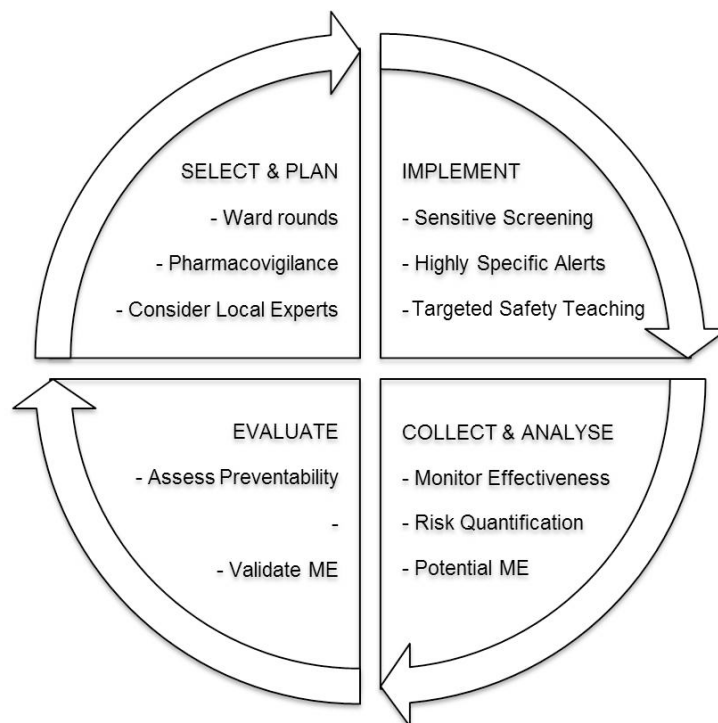 SELECT & PLAN
- Ward rounds
- Pharmacovigilance
- Consider Local Experts
IMPLEMENT
- Sensitive Screening
- Highly Specific Alerts
- Targeted Safety Teaching
EVALUATE
- Assess Preventability
-
- Validate ME
COLLECT & ANALYSE
- Monitor Effectiveness
- Risk Quantification
- Potential ME